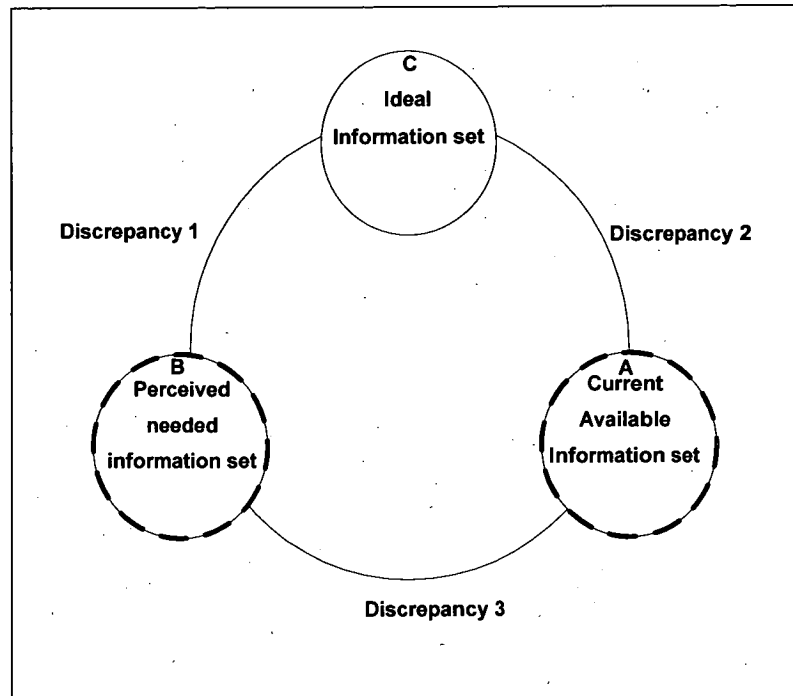 C
Ideal
Information set
Discrepancy 1
Discrepancy 2
B
Perceived
needed
information set
A
Current
Available
Information set
Discrepancy 3